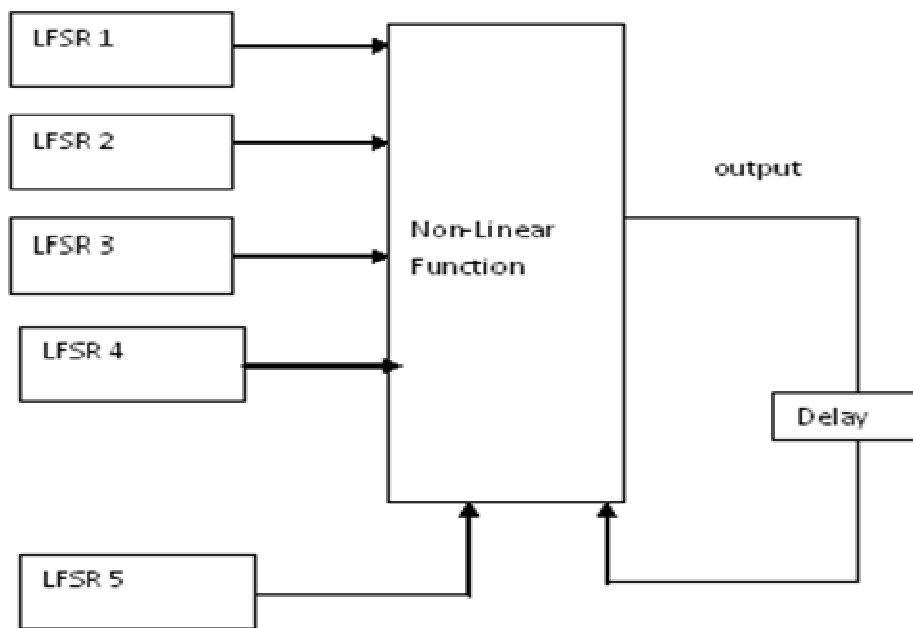 LFSR 1
LFSR 2
output
LFSR 3
Non-Linear
Function
LFSR 4
Delay
LFSR 5